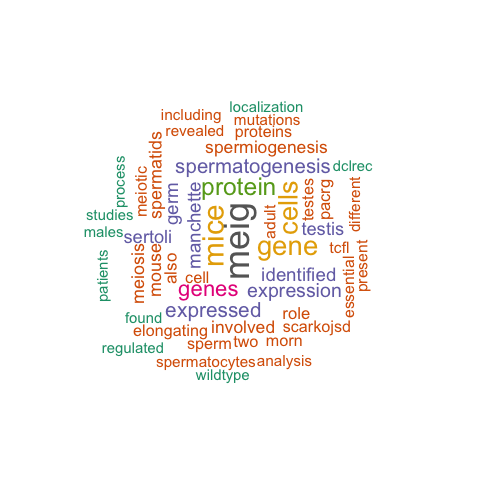 localization
including
mutations
revealed
proteins
spermiogenesis
spermatogenesis
dclrec
process
meiotic
spermatids
germ
manchette
protein
mice
meig
cells
adult
testes
pacrg
different
studies
males
sertoli
gene
testis
tcfl
patients
meiosis
mouse
also
cell
identified
essential
present
genes
expression
expressed
found
role
elongating
involved
scarkojsd
regulated
sperm
two
morn
spermatocytes
analysis
wildtype